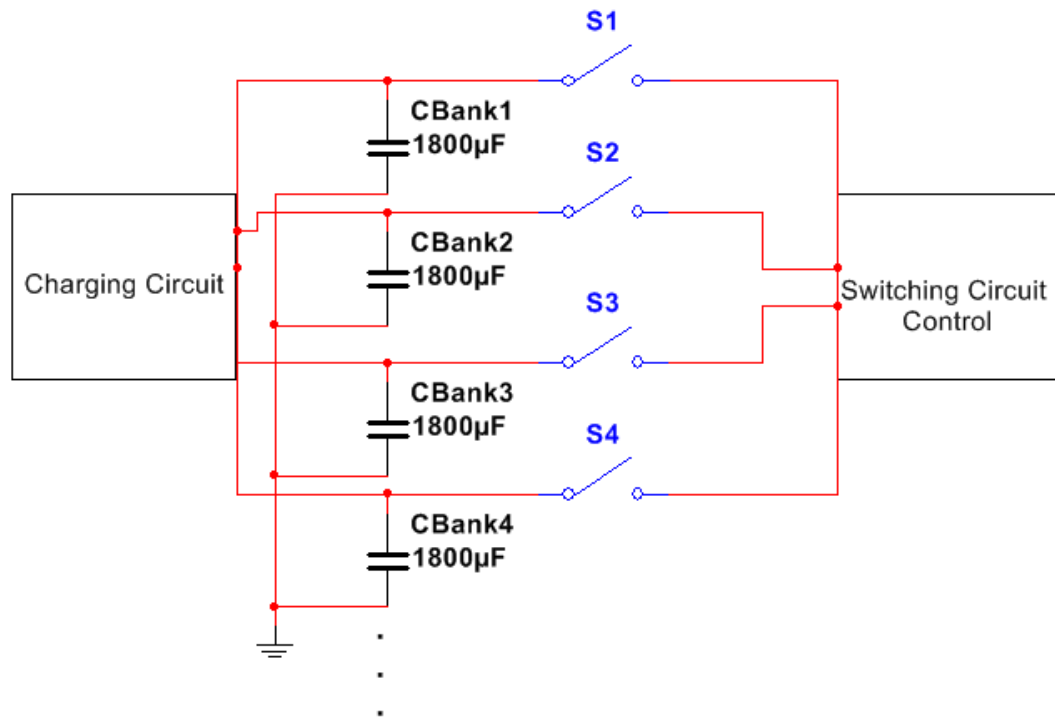 S1
CBank1
1800µF
S2
CBank2
1800µF
Charging Circuit
Switching Circuit
Control
S3
CBank3
1800µF
S4
CBank4
1800µF